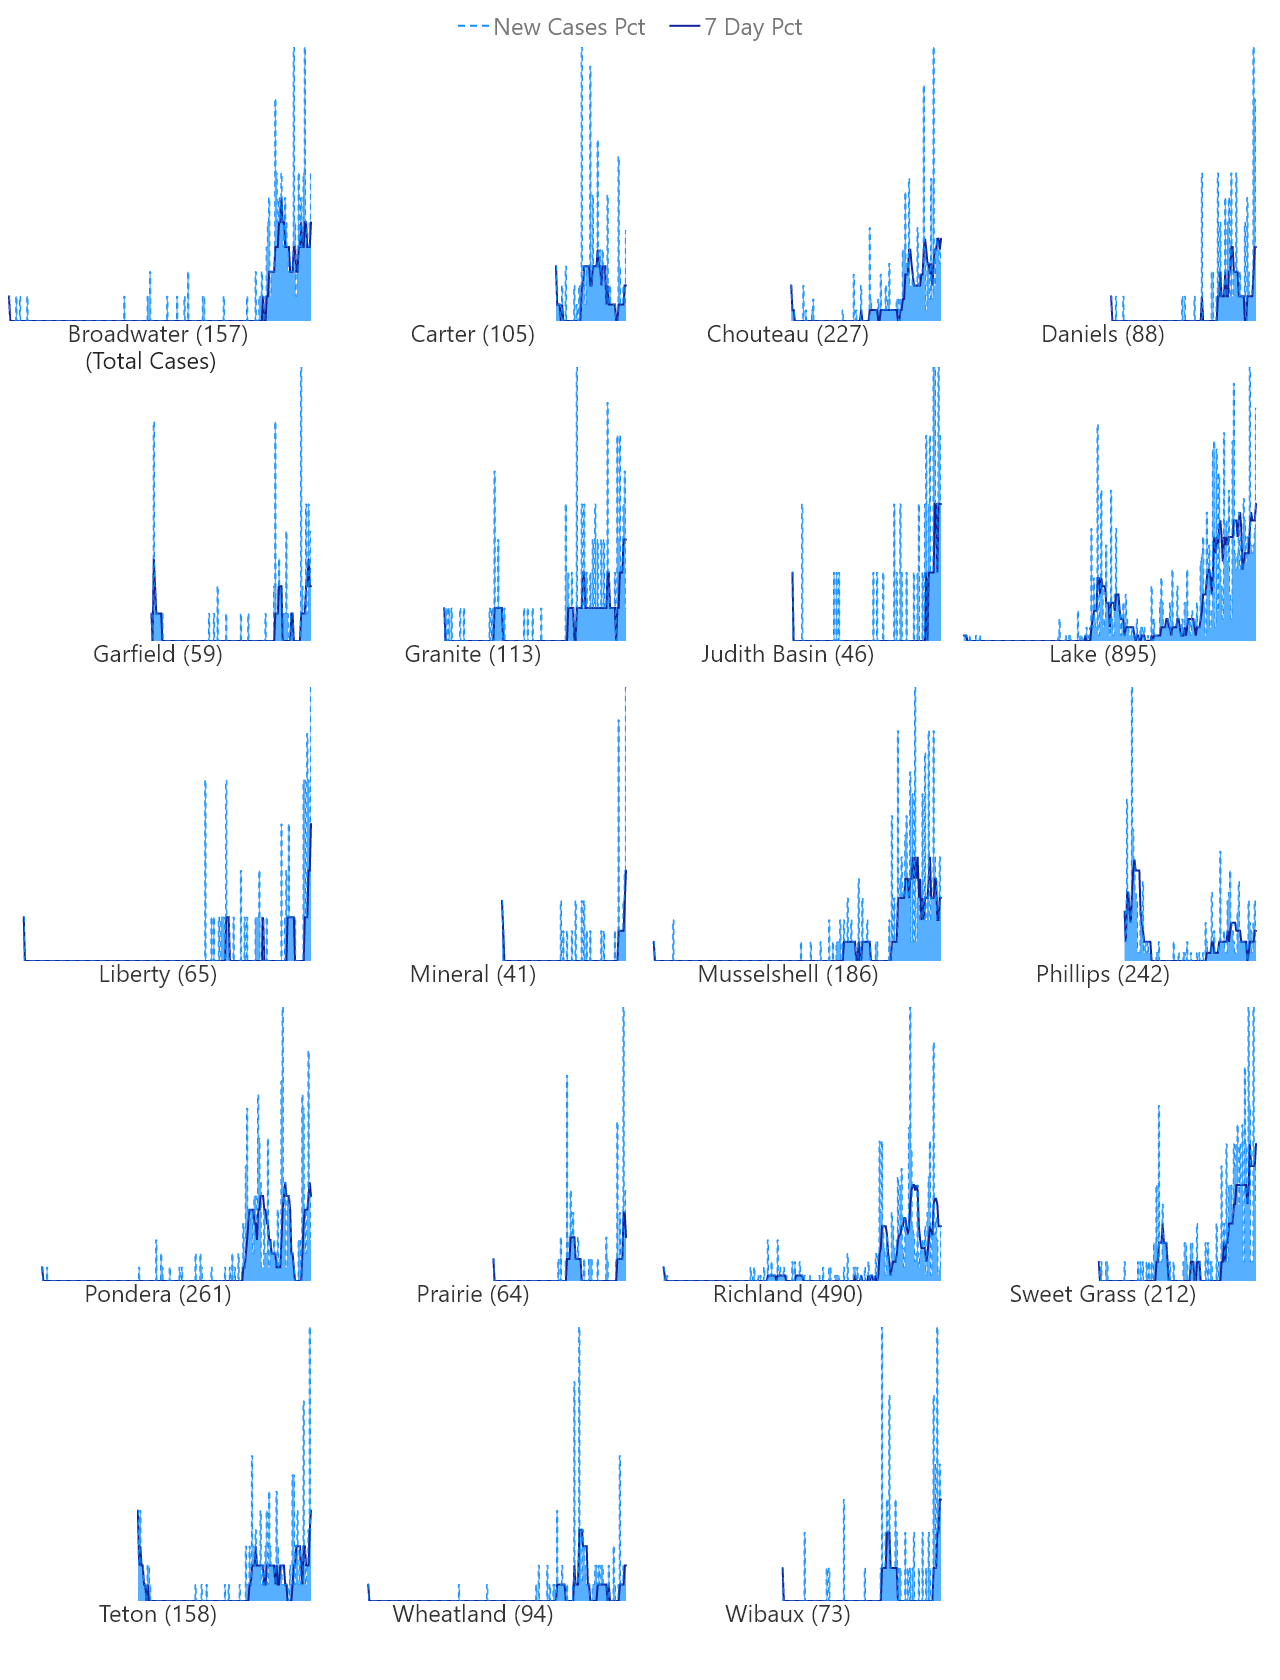 New Cases Pct 7 Day Pct
Broadwater (157) Carter (105) Chouteau (227) Daniels (88)
(Total Cases)
Garfield (59) Granite (113) Judith Basin (46) Lake (895)
Liberty (65) Mineral (41) Musselshell (186) Phillips (242)
Pondera (261) Prairie (64) Richland (490) Sweet Grass (212)
Teton (158) Wheatland (94) Wibaux (73)